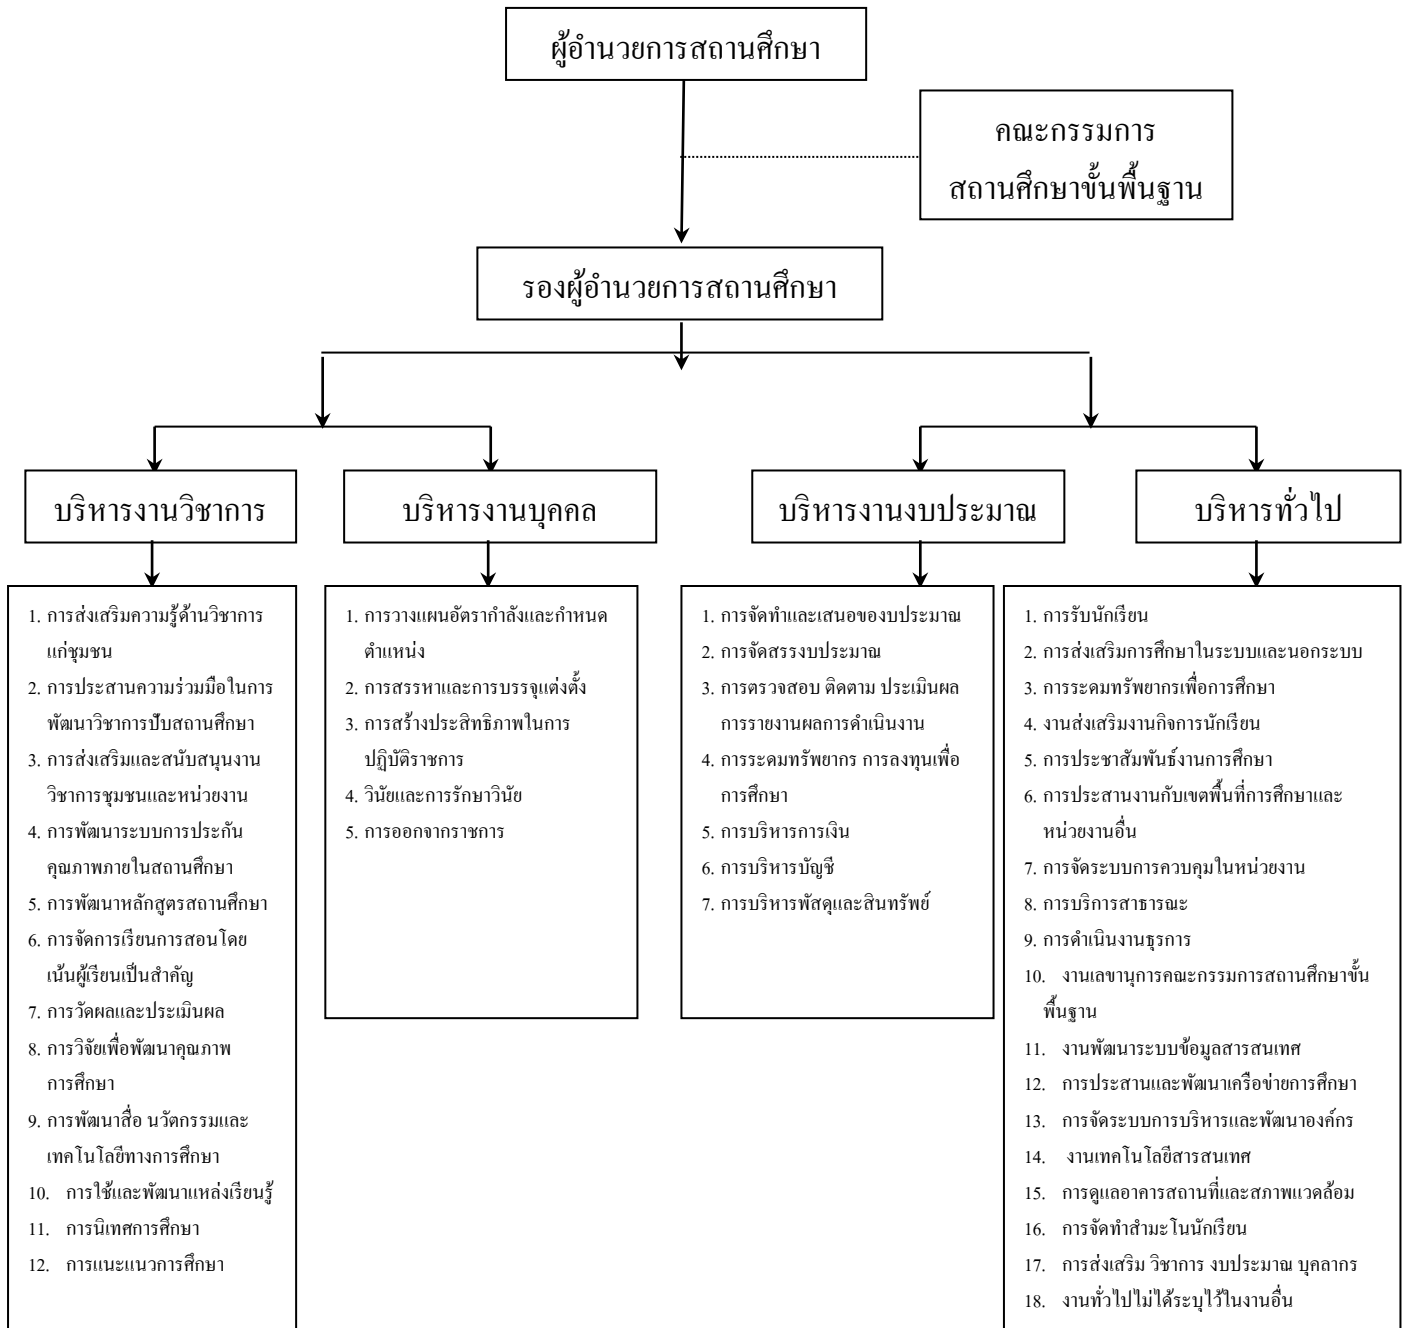 ผู้อำนวยการสถานศึกษา
คณะกรรมการ
สถานศึกษาขั้นพื้นฐาน
รองผู้อำนวยการสถานศึกษา
บริหารงานวิชาการ
บริหารงานบุคคล
บริหารงานงบประมาณ
บริหารทั่วไป
1. การส่งเสริมความรู้ด้านวิชาการ
แก่ชุมชน
2. การประสานความร่วมมือในการ
พัฒนาวิชาการปับสถานศึกษา
3. การส่งเสริมและสนับสนุนงาน
วิชาการชุมชนและหน่วยงาน
4. การพัฒนาระบบการประกัน
คุณภาพภายในสถานศึกษา
5. การพัฒนาหลักสูตรสถานศึกษา
6. การจัดการเรียนการสอนโดย
เน้นผู้เรียนเป็นสำคัญ
7. การวัดผลและประเมินผล
8. การวิจัยเพื่อพัฒนาคุณภาพ
การศึกษา
9. การพัฒนาสื่อ นวัตกรรมและ
เทคโนโลยีทางการศึกษา
10. การใช้และพัฒนาแหล่งเรียนรู้
11. การนิเทศการศึกษา
12. การแนะแนวการศึกษา
1. การวางแผนอัตรากำลังและกำหนด
ตำแหน่ง
2. การสรรหาและการบรรจุแต่งตั้ง
3. การสร้างประสิทธิภาพในการ
ปฏิบัติราชการ
4. วินัยและการรักษาวินัย
5. การออกจากราชการ
1. การจัดทำและเสนอของบประมาณ
2. การจัดสรรงบประมาณ
3. การตรวจสอบ ติดตาม ประเมินผล
การรายงานผลการดำเนินงาน
4. การระดมทรัพยากร การลงทุนเพื่อ
การศึกษา
5. การบริหารการเงิน
6. การบริหารบัญชี
7. การบริหารพัสดุและสินทรัพย์
1. การรับนักเรียน
2. การส่งเสริมการศึกษาในระบบและนอกระบบ
3. การระดมทรัพยากรเพื่อการศึกษา
4. งานส่งเสริมงานกิจการนักเรียน
5. การประชาสัมพันธ์งานการศึกษา
6. การประสานงานกับเขตพื้นที่การศึกษาและ
หน่วยงานอื่น
7. การจัดระบบการควบคุมในหน่วยงาน
8. การบริการสาธารณะ
9. การดำเนินงานธุรการ
10. งานเลขานุการคณะกรรมการสถานศึกษาขั้น
พื้นฐาน
11. งานพัฒนาระบบข้อมูลสารสนเทศ
12. การประสานและพัฒนาเครือข่ายการศึกษา
13. การจัดระบบการบริหารและพัฒนาองค์กร
14. งานเทคโนโลยีสารสนเทศ
15. การดูแลอาคารสถานที่และสภาพแวดล้อม
16. การจัดทำสำมะโนนักเรียน
17. การส่งเสริม วิชาการ งบประมาณ บุคลากร
18. งานทั่วไปไม่ได้ระบุไว้ในงานอื่น